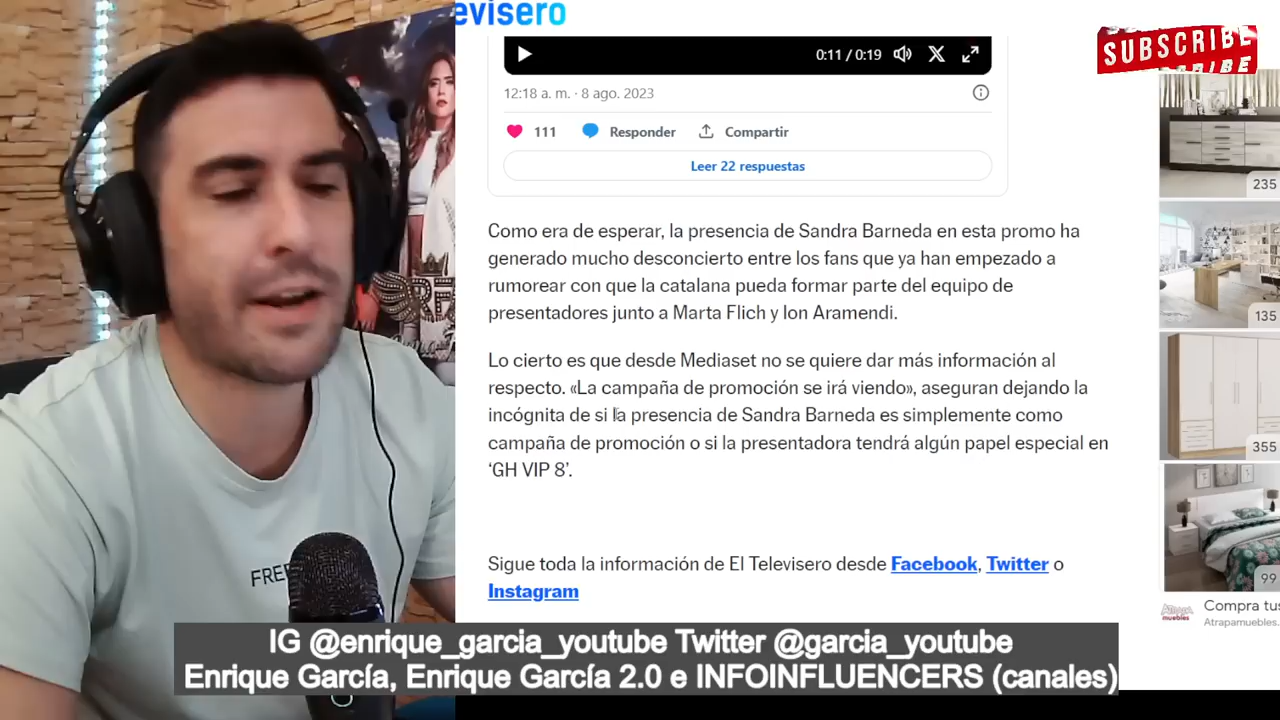 evisero
SUBSCRIBE
0:11 / 0:19
12:18 a. m. · 8 ago. 2023
111 Responder Compartir
Leer 22 respuestas
235
Como era de esperar, la presencia de Sandra Barneda en esta promo ha
generado mucho desconcierto entre los fans que ya han empezado a
rumorear con que la catalana pueda formar parte del equipo de
presentadores junto a Marta Flich y Ion Aramendi.
135
Lo cierto es que desde Mediaset no se quiere dar más información al
respecto. «La campaña de promoción se irá viendo», aseguran dejando la
incógnita de si la presencia de Sandra Barneda es simplemente como
campaña de promoción o si la presentadora tendrá algún papel especial en
‘GH VIP 8’.
355
Sigue toda la información de El Televisero desde Facebook, Twitter o
Instagram
99
Compra tus
Atrapamuebles.
FREE
IG @enrique_garcia_youtube Twitter @garcia_youtube
Enrique García, Enrique García 2.0 e INFOINFLUENCERS (canales)